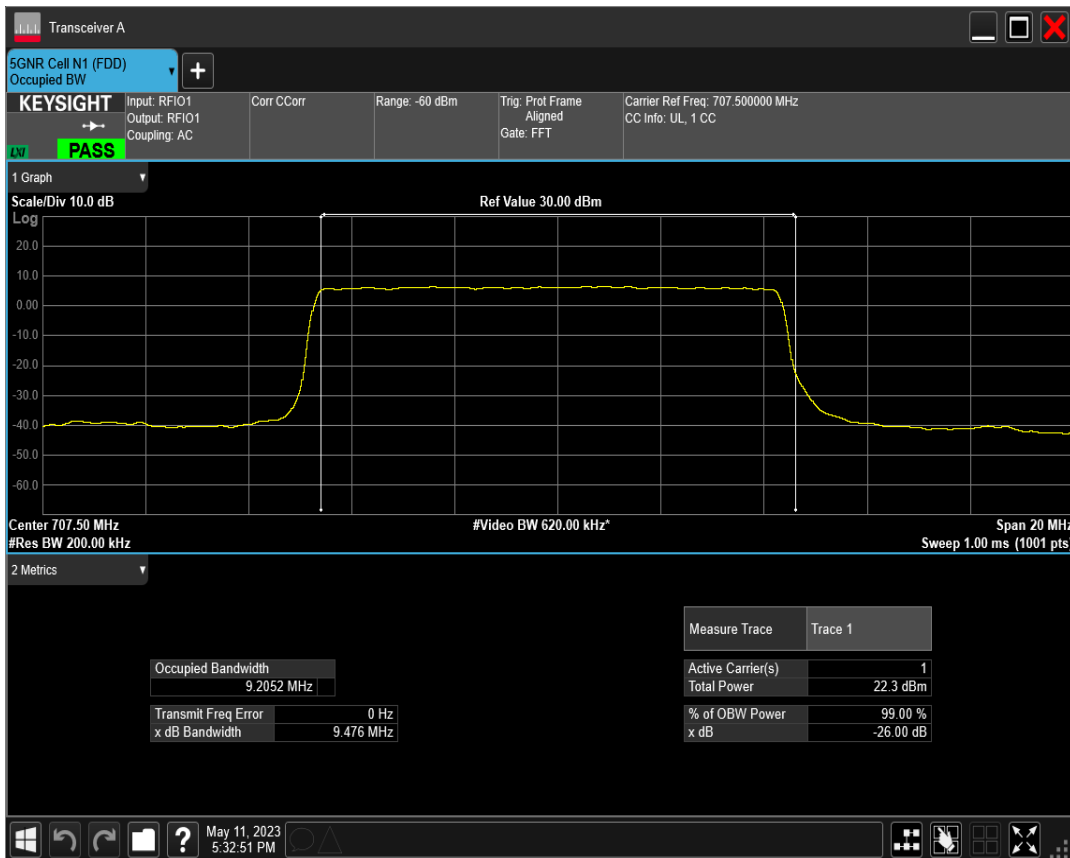 Transceiver A
5GNR Cell N1 (FDD)
Occupied BW
+
KEYSIGHT
LXI
PASS
Input: RFIO1
Output: RFIO1
Coupling: AC
Corr CCorr
Range: -60 dBm
Trig: Prot Frame
Aligned
Gate: FFT
Carrier Ref Freq: 707.500000 MHz
CC Info: UL, 1 CC
1 Graph
Scale/Div 10.0 dB
Ref Value 30.00 dBm
Log
20.0
10.0
0.00
-10.0
-20.0
-30.0
-40.0
-50.0
-60.0
Center 707.50 MHz
#Video BW 620.00 kHz*
Span 20 MHz
#Res BW 200.00 kHz
Sweep 1.00 ms (1001 pts)
2 Metrics
Measure Trace Trace 1
Occupied Bandwidth
9.2052 MHz
Active Carrier(s) 1
Total Power 22.3 dBm
Transmit Freq Error 0 Hz
x dB Bandwidth 9.476 MHz
% of OBW Power 99.00 %
x dB -26.00 dB
?
May 11, 2023
5:32:51 PM